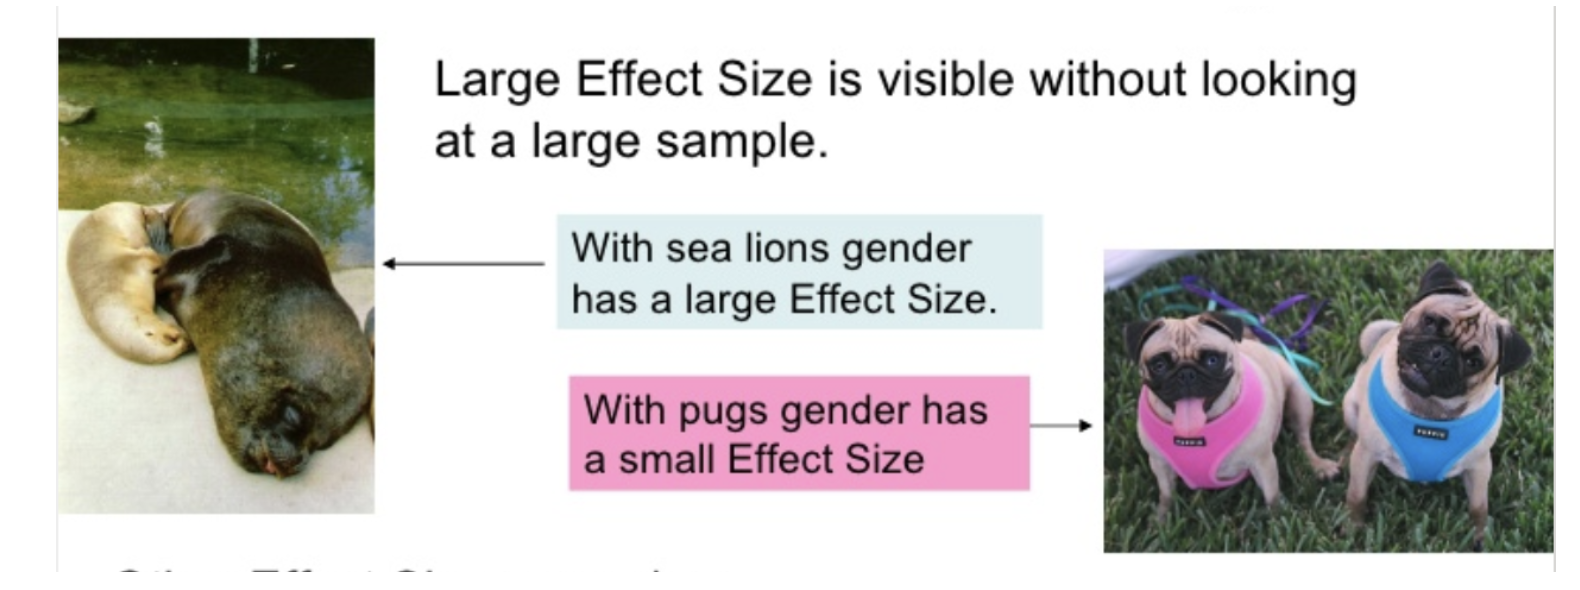 Large Effect Size is visible without looking
at a large sample.
With sea lions gender
has a large Effect Size.
With pugs gender has
a small Effect Size